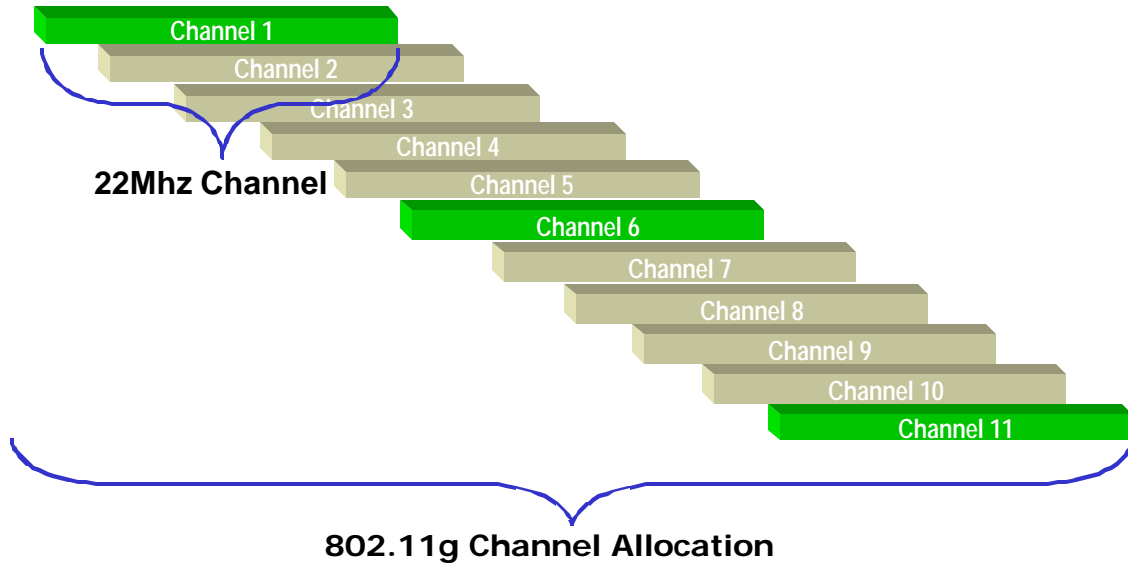 Channel 1
Channel 2
Channel 3
Channel 4
22Mhz Channel
Channel 5
Channel 6
Channel 7
Channel 8
Channel 9
Channel 10
Channel 11
802.11g Channel Allocation